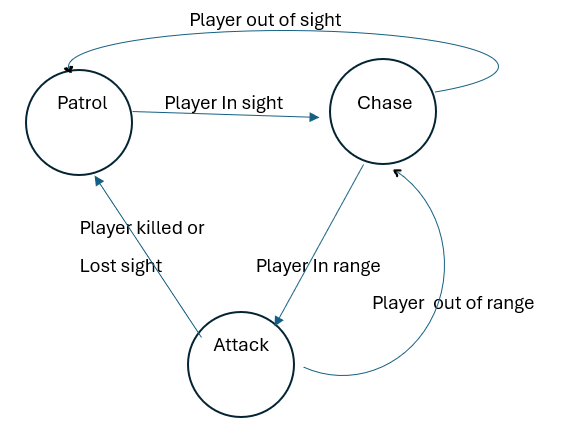 Player out of sight
Patrol
Player In sight
Chase
Player killed or
Lost sight
Player In range
Player out of range
Attack